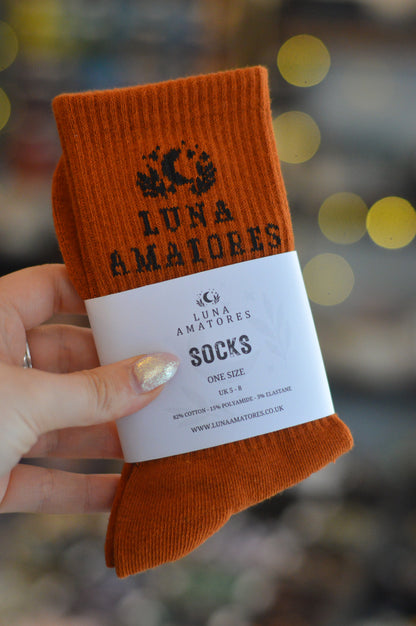 LUNA
AMATORES
LUNA
AMATORES
SOCKS
ONE SIZE
UK 5 - 8
82% COTTON - 15% POLYAMIDE - 3% ELASTANE
WWW.LUNAAMATORES.CO.UK